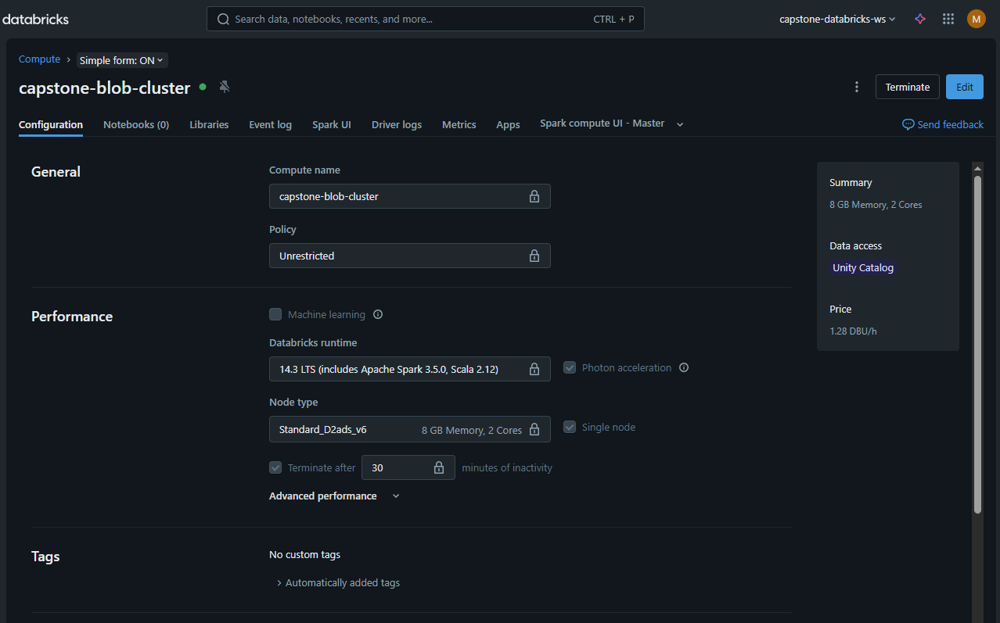 databricks
Search data, notebooks, recents, and more...
CTRL + P
capstone-databricks-ws
M
Compute › Simple form: ON
capstone-blob-cluster
Terminate
Edit
Configuration
Notebooks (0)
Libraries
Event log
Spark UI
Driver logs
Metrics
Apps
Spark compute UI - Master
Send feedback
General
Compute name
capstone-blob-cluster
Policy
Unrestricted
Performance
Machine learning
Databricks runtime
14.3 LTS (includes Apache Spark 3.5.0, Scala 2.12)
Photon acceleration
Node type
Standard_D2ads_v6
8 GB Memory, 2 Cores
Single node
Terminate after 30 minutes of inactivity
Advanced performance
Tags
No custom tags
Automatically added tags
Summary
8 GB Memory, 2 Cores
Data access
Unity Catalog
Price
1.28 DBU/h